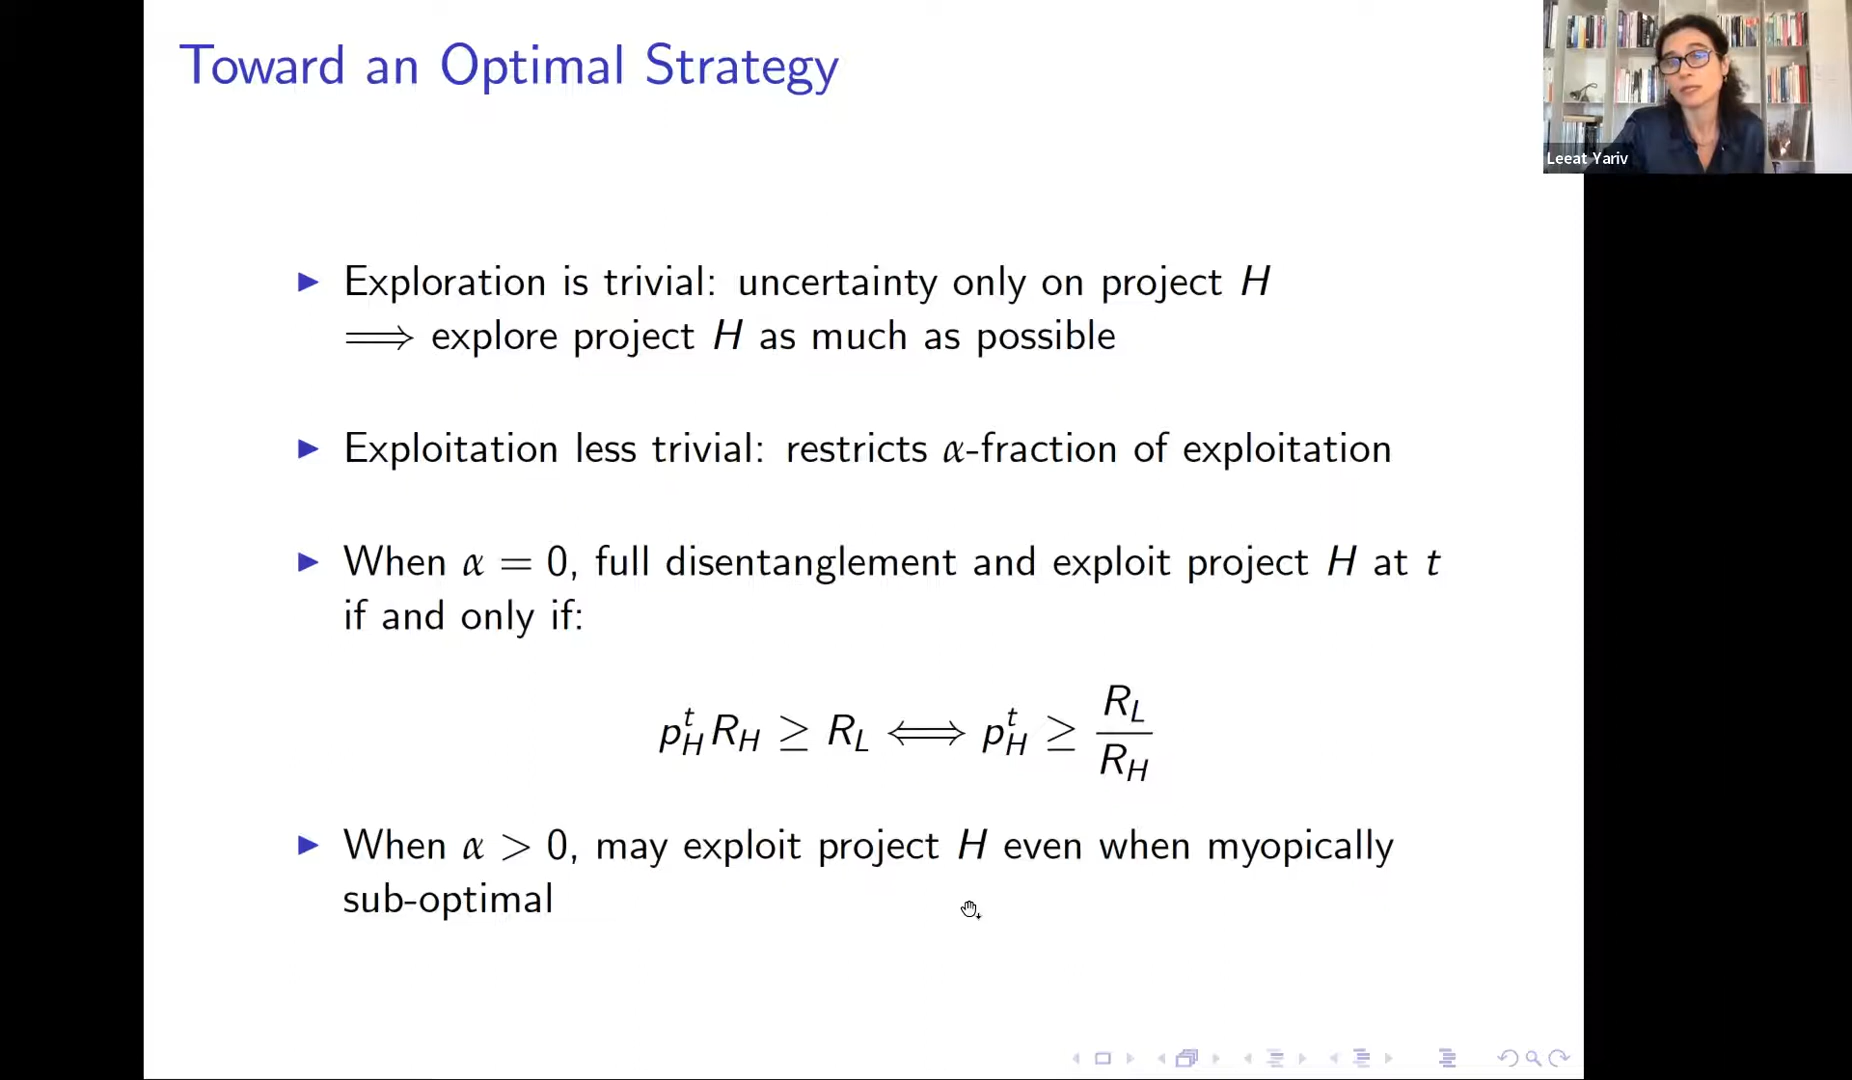 Toward an Optimal Strategy
Leeat Yariv
▶ Exploration is trivial: uncertainty only on project H
⟹ explore project H as much as possible
▶ Exploitation less trivial: restricts α-fraction of exploitation
▶ When α = 0, full disentanglement and exploit project H at t
if and only if:
p_H^t R_H ≥ R_L ⟺ p_H^t ≥ R_L / R_H
▶ When α > 0, may exploit project H even when myopically
sub-optimal